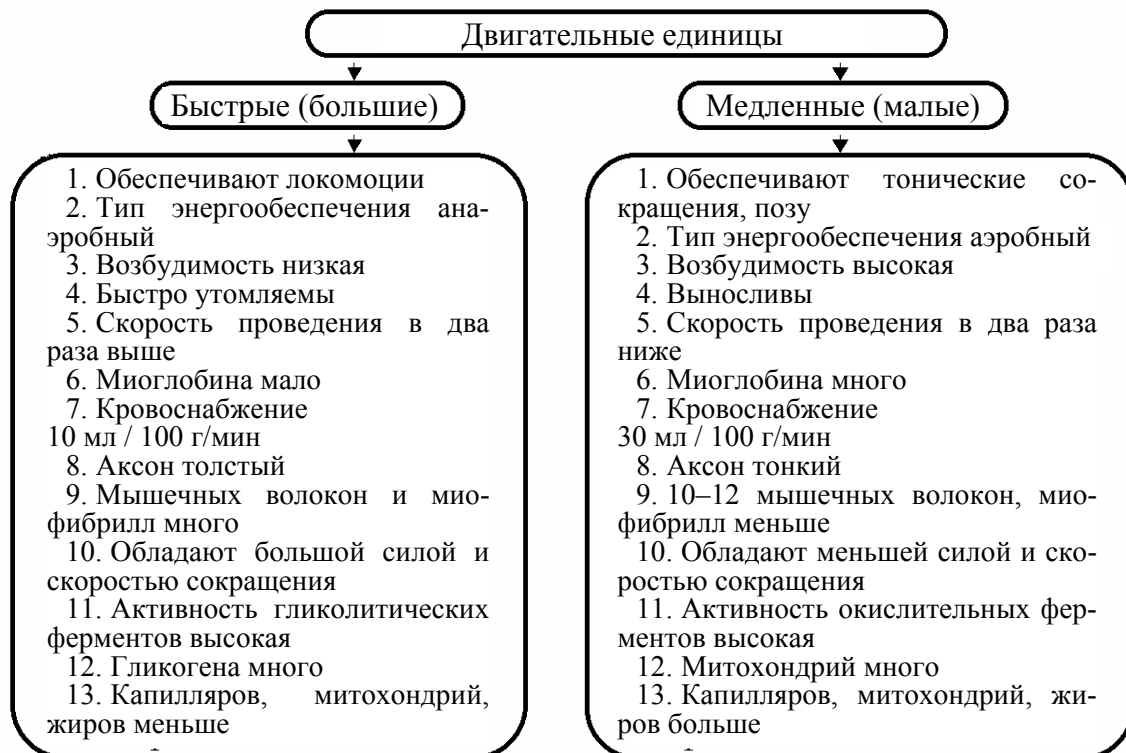 Двигательные единицы
Быстрые (большие)
1. Обеспечивают локомоции
2. Тип энергообеспечения ана-
эробный
3. Возбудимость низкая
4. Быстро утомляемы
5. Скорость проведения в два
раза выше
6. Миоглобина мало
7. Кровоснабжение
10 мл / 100 г/мин
8. Аксон толстый
9. Мышечных волокон и мио-
фибрилл много
10. Обладают большой силой и
скоростью сокращения
11. Активность гликолитических
ферментов высокая
12. Гликогена много
13. Капилляров, митохондрий,
жиров меньше
Медленные (малые)
1. Обеспечивают тонические со-
кращения, позу
2. Тип энергообеспечения аэробный
3. Возбудимость высокая
4. Выносливы
5. Скорость проведения в два раза
ниже
6. Миоглобина много
7. Кровоснабжение
30 мл / 100 г/мин
8. Аксон тонкий
9. 10–12 мышечных волокон, мио-
фибрилл меньше
10. Обладают меньшей силой и ско-
ростью сокращения
11. Активность окислительных фер-
ментов высокая
12. Митохондрий много
13. Капилляров, митохондрий, жи-
ров больше